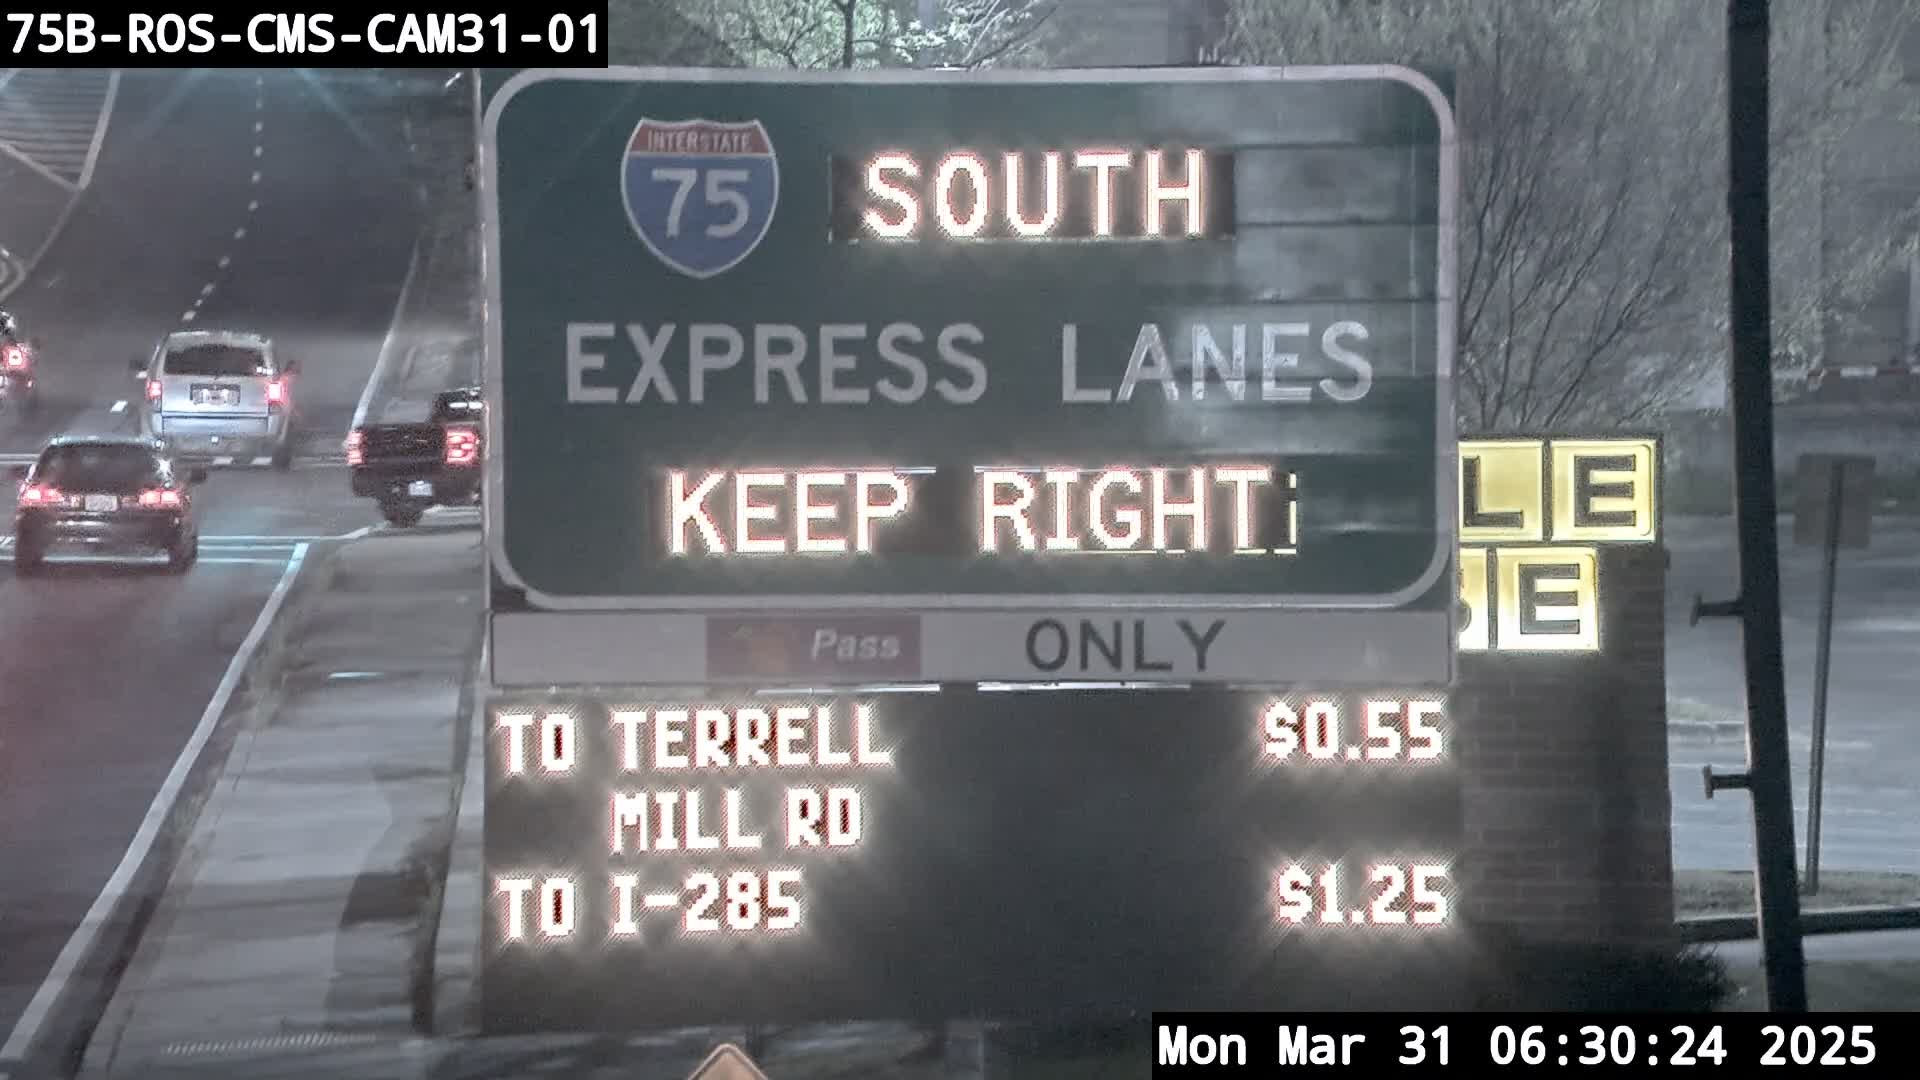 75B-ROS-CMS-CAM31-01
INTERSTATE
75
SOUTH
EXPRESS LANES
KEEP RIGHT
Pass ONLY
TO TERRELL $0.55
MILL RD
TO I-285 $1.25
LE
E
Mon Mar 31 06:30:24 2025